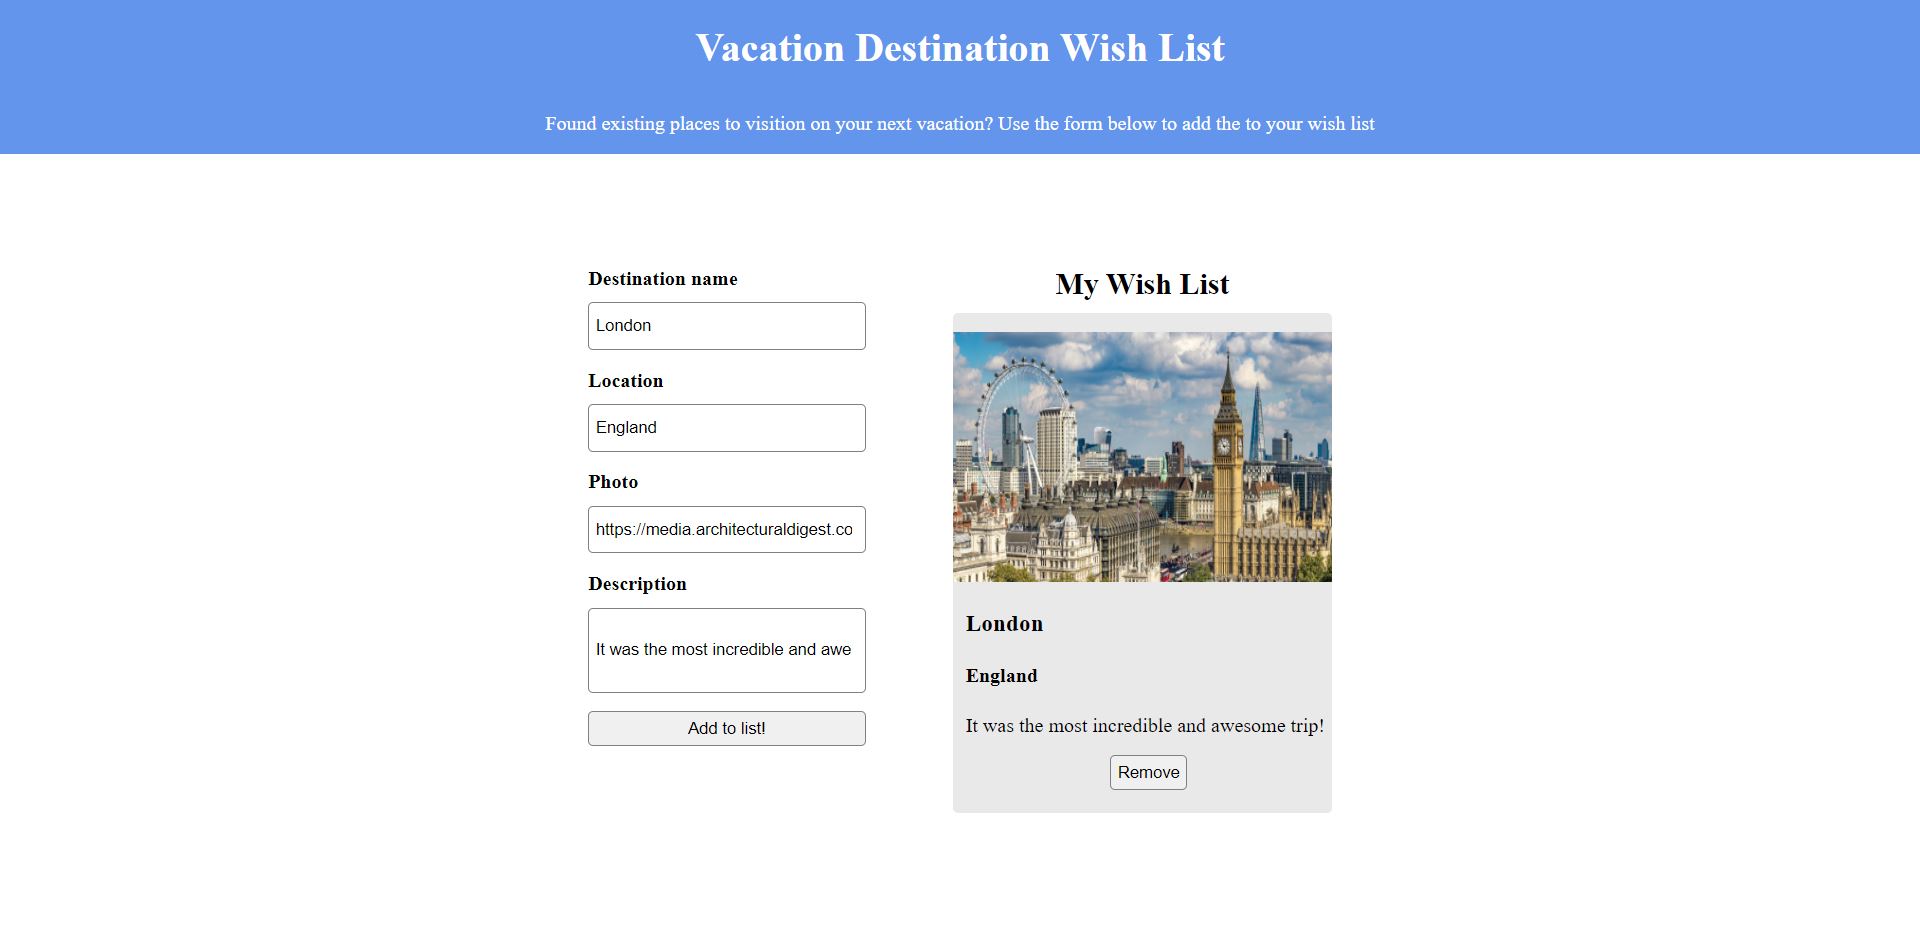 Vacation Destination Wish List
Found existing places to visition on your next vacation? Use the form below to add the to your wish list
Destination name
London
Location
England
Photo
https://media.architecturaldigest.co
Description
It was the most incredible and awe
Add to list!
My Wish List
London
England
It was the most incredible and awesome trip!
Remove